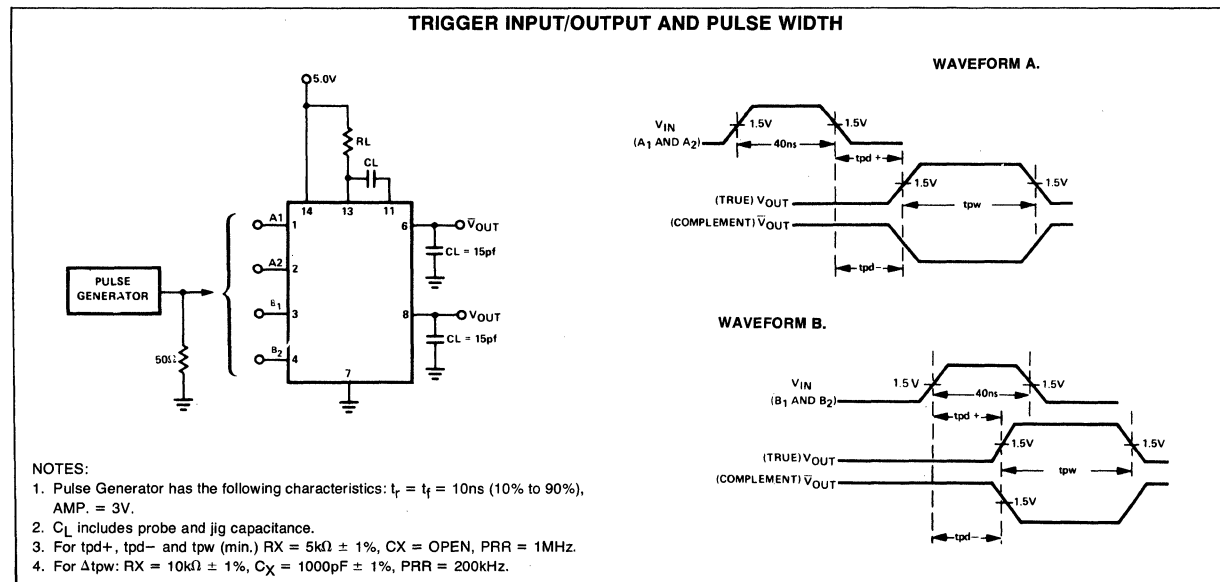 TRIGGER INPUT/OUTPUT AND PULSE WIDTH
5.0V
RL
CL
14
13
11
A1
1
A2
2
B1
3
B2
4
6
V̅OUT
CL = 15pf
8
VOUT
CL = 15pf
7
PULSE
GENERATOR
50Ω
WAVEFORM A.
VIN
(A1 AND A2)
1.5V
1.5V
40ns
tpd +
(TRUE) VOUT
1.5V
1.5V
tpw
(COMPLEMENT) V̅OUT
tpd–
WAVEFORM B.
VIN
(B1 AND B2)
1.5 V
1.5V
40ns
tpd +
(TRUE) VOUT
1.5V
1.5V
tpw
(COMPLEMENT) V̅OUT
1.5V
tpd–
NOTES:
1. Pulse Generator has the following characteristics: tr = tf = 10ns (10% to 90%),
AMP. = 3V.
2. CL includes probe and jig capacitance.
3. For tpd+, tpd– and tpw (min.) RX = 5kΩ ± 1%, CX = OPEN, PRR = 1MHz.
4. For Δtpw: RX = 10kΩ ± 1%, CX = 1000pF ± 1%, PRR = 200kHz.